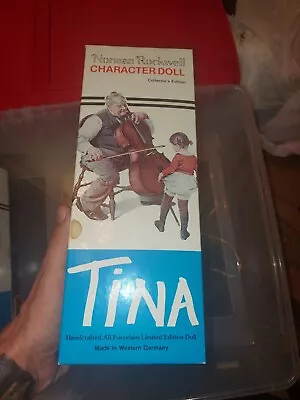 Norman Rockwell
CHARACTER DOLL
Collector's Edition
TINA
Handcrafted All Porcelain Limited Edition Doll
Made in Western Germany